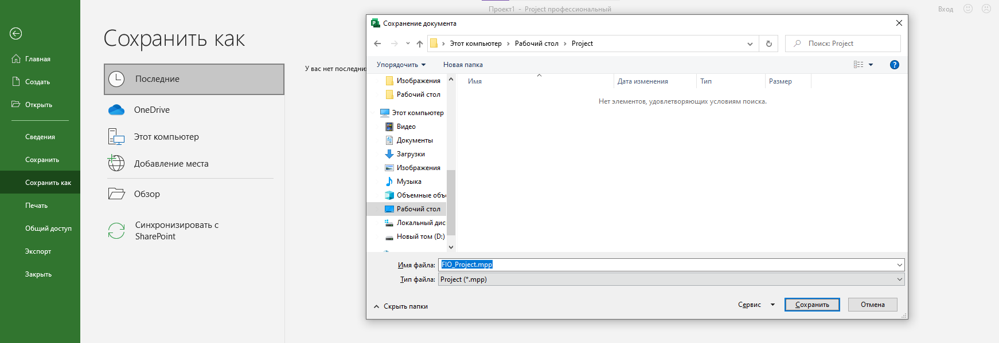 Проект1 - Project профессиональный
Вход
Главная
Создать
Открыть
Сведения
Сохранить
Сохранить как
Печать
Общий доступ
Экспорт
Закрыть
Сохранить как
Последние
OneDrive
Этот компьютер
Добавление места
Обзор
Синхронизировать с
SharePoint
У вас нет последних
Сохранение документа
Этот компьютер › Рабочий стол › Project
Поиск: Project
Упорядочить
Новая папка
Изображения
Рабочий стол
Этот компьютер
Видео
Документы
Загрузки
Изображения
Музыка
Объемные объе
Рабочий стол
Локальный дис
Новый том (D:)
Имя
Дата изменения
Тип
Размер
Нет элементов, удовлетворяющих условиям поиска.
Имя файла: FIO_Project.mpp
Тип файла: Project (*.mpp)
Скрыть папки
Сервис
Сохранить
Отмена